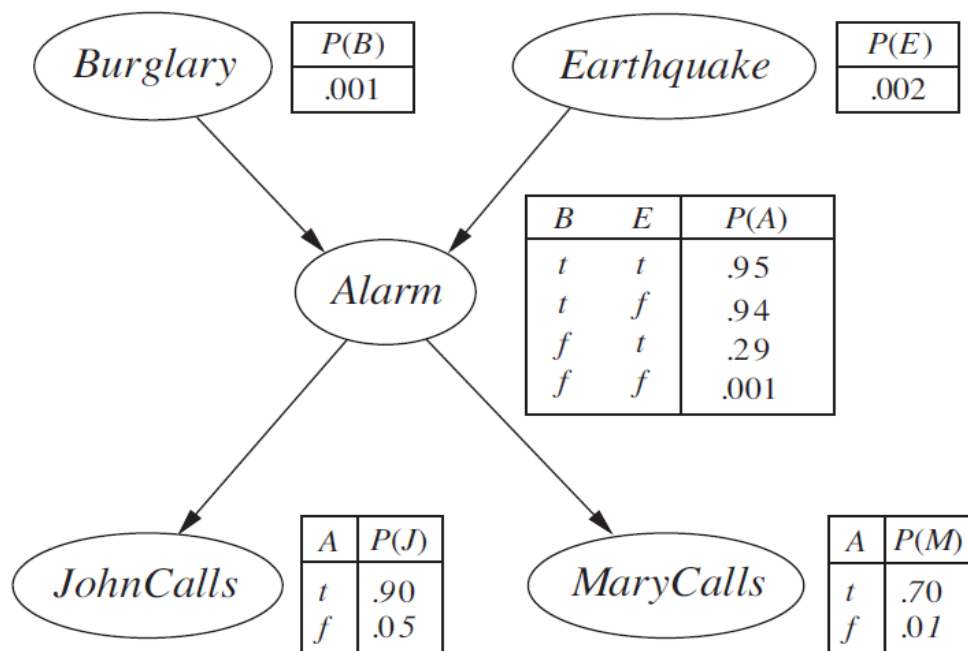 Burglary
P(B)
.001
Earthquake
P(E)
.002
B E P(A)
t t .95
t f .94
f t .29
f f .001
Alarm
JohnCalls
A P(J)
t .90
f .05
MaryCalls
A P(M)
t .70
f .01